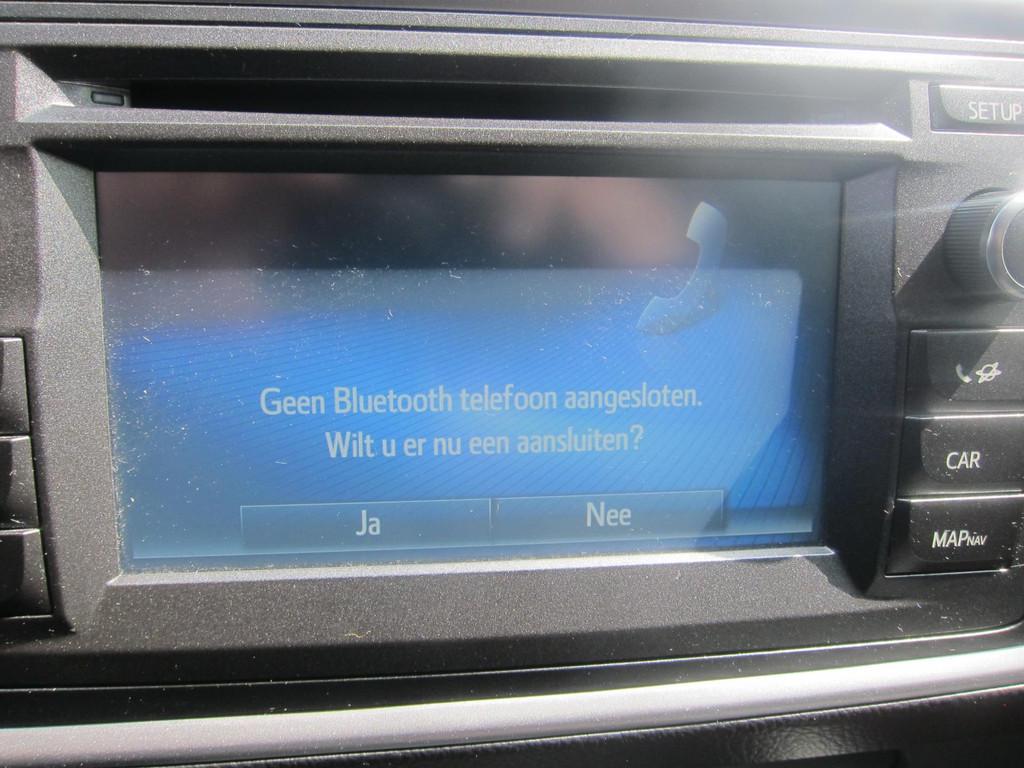 SETUP
Geen Bluetooth telefoon aangesloten.
Wilt u er nu een aansluiten?
Ja
Nee
CAR
MAPNAV